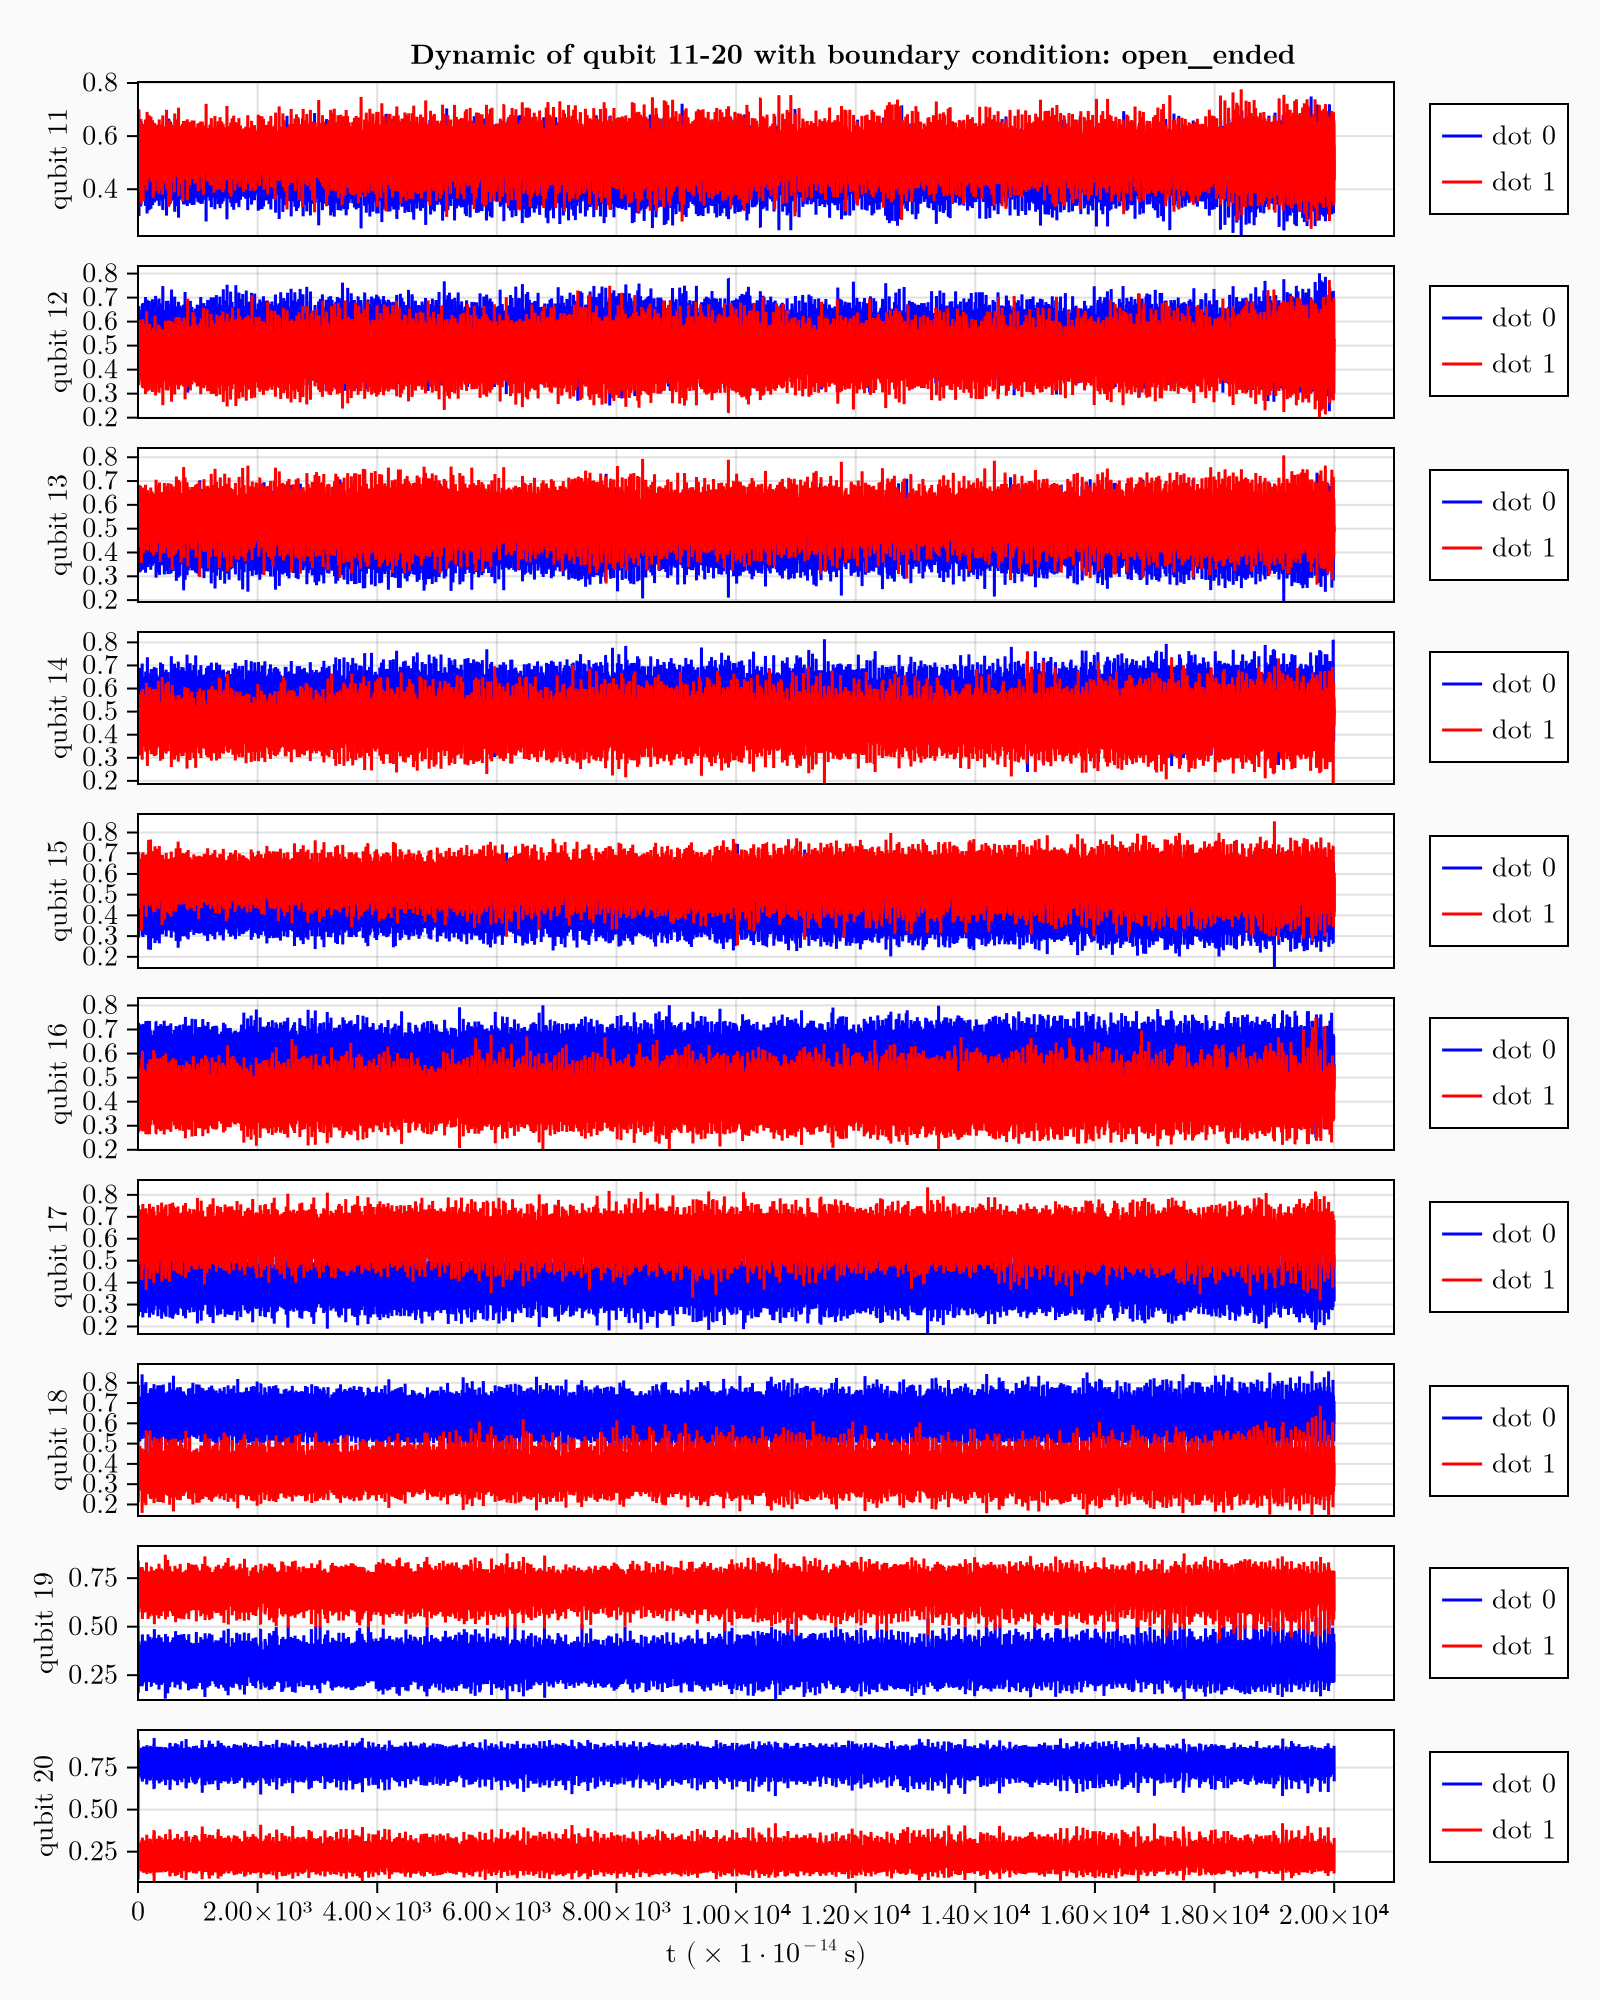 Dynamic of qubit 11-20 with boundary condition: open_ended
0.8
0.6
0.4
qubit 11
dot 0
dot 1
0.8
0.7
0.6
0.5
0.4
0.3
0.2
qubit 12
dot 0
dot 1
0.8
0.7
0.6
0.5
0.4
0.3
0.2
qubit 13
dot 0
dot 1
0.8
0.7
0.6
0.5
0.4
0.3
0.2
qubit 14
dot 0
dot 1
0.8
0.7
0.6
0.5
0.4
0.3
0.2
qubit 15
dot 0
dot 1
0.8
0.7
0.6
0.5
0.4
0.3
0.2
qubit 16
dot 0
dot 1
0.8
0.7
0.6
0.5
0.4
0.3
0.2
qubit 17
dot 0
dot 1
0.8
0.7
0.6
0.5
0.4
0.3
0.2
qubit 18
dot 0
dot 1
0.75
0.50
0.25
qubit 19
dot 0
dot 1
0.75
0.50
0.25
qubit 20
dot 0
dot 1
0 2.00×10³ 4.00×10³ 6.00×10³ 8.00×10³ 1.00×10⁴ 1.20×10⁴ 1.40×10⁴ 1.60×10⁴ 1.80×10⁴ 2.00×10⁴
t ( × 1 · 10⁻¹⁴ s)